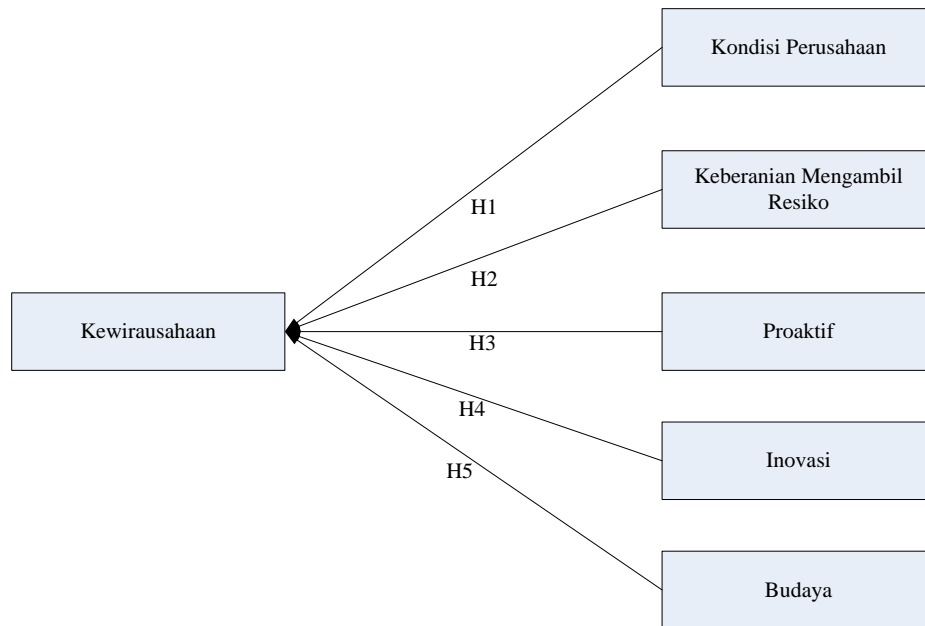 Kondisi Perusahaan
Keberanian Mengambil
Resiko
H1
H2
Kewirausahaan
Proaktif
H3
H4
Inovasi
H5
Budaya